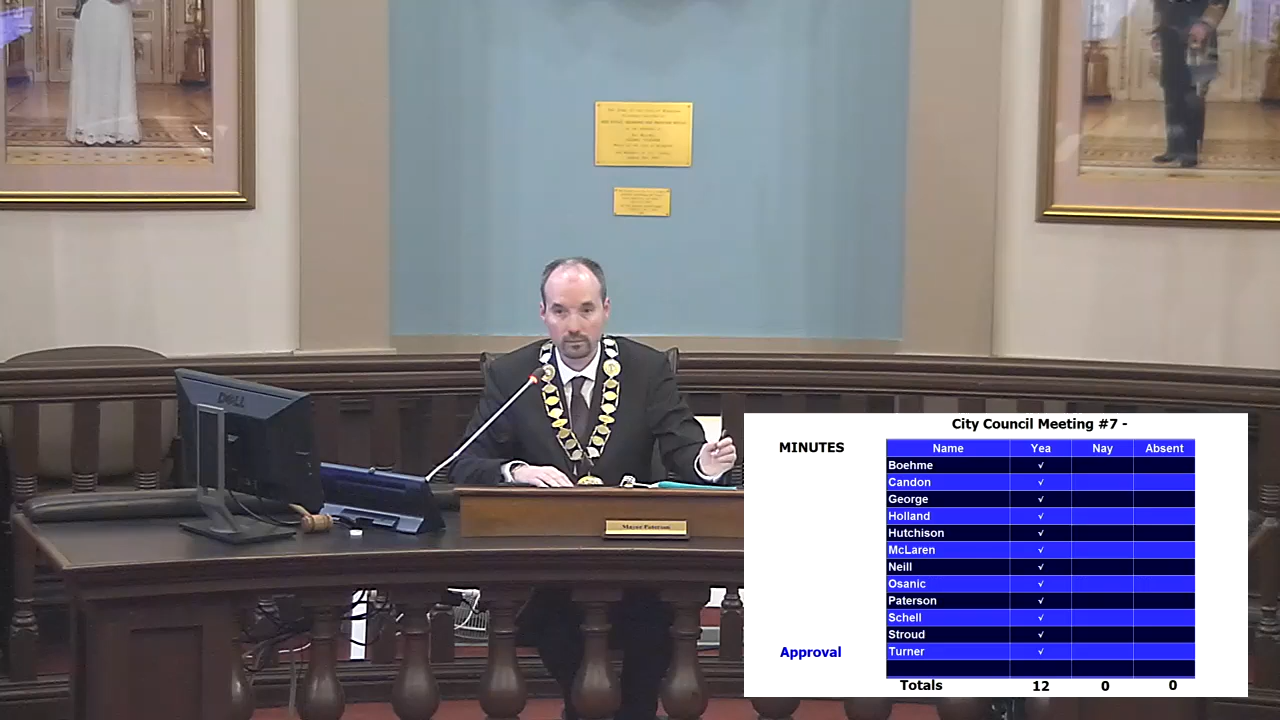 DELL
Mayor Paterson
City Council Meeting #7 -
MINUTES
Name Yea Nay Absent
Boehme √
Candon √
George √
Holland √
Hutchison √
McLaren √
Neill √
Osanic √
Paterson √
Schell √
Stroud √
Approval
Turner √
Totals 12 0 0